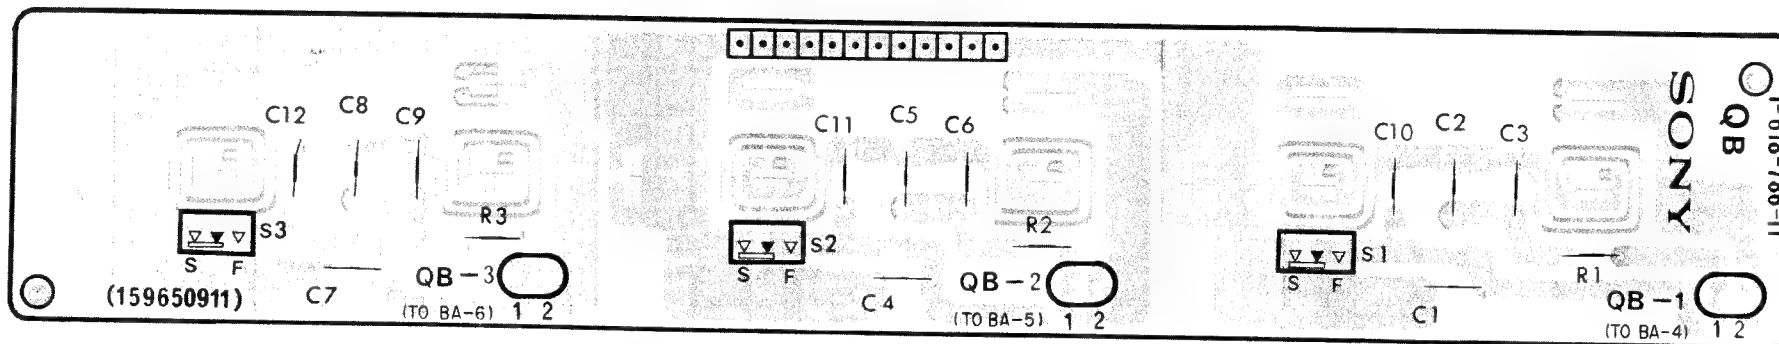 C12 C8 C9
S3
S F
R3
QB-3
(TO BA-6) 1 2
(159650911)
C7
C11 C5 C6
S2
S F
R2
QB-2
(TO BA-5) 1 2
C4
C10 C2 C3
S1
S F
R1
QB-1
(TO BA-4) 1 2
C1
SONY
QB